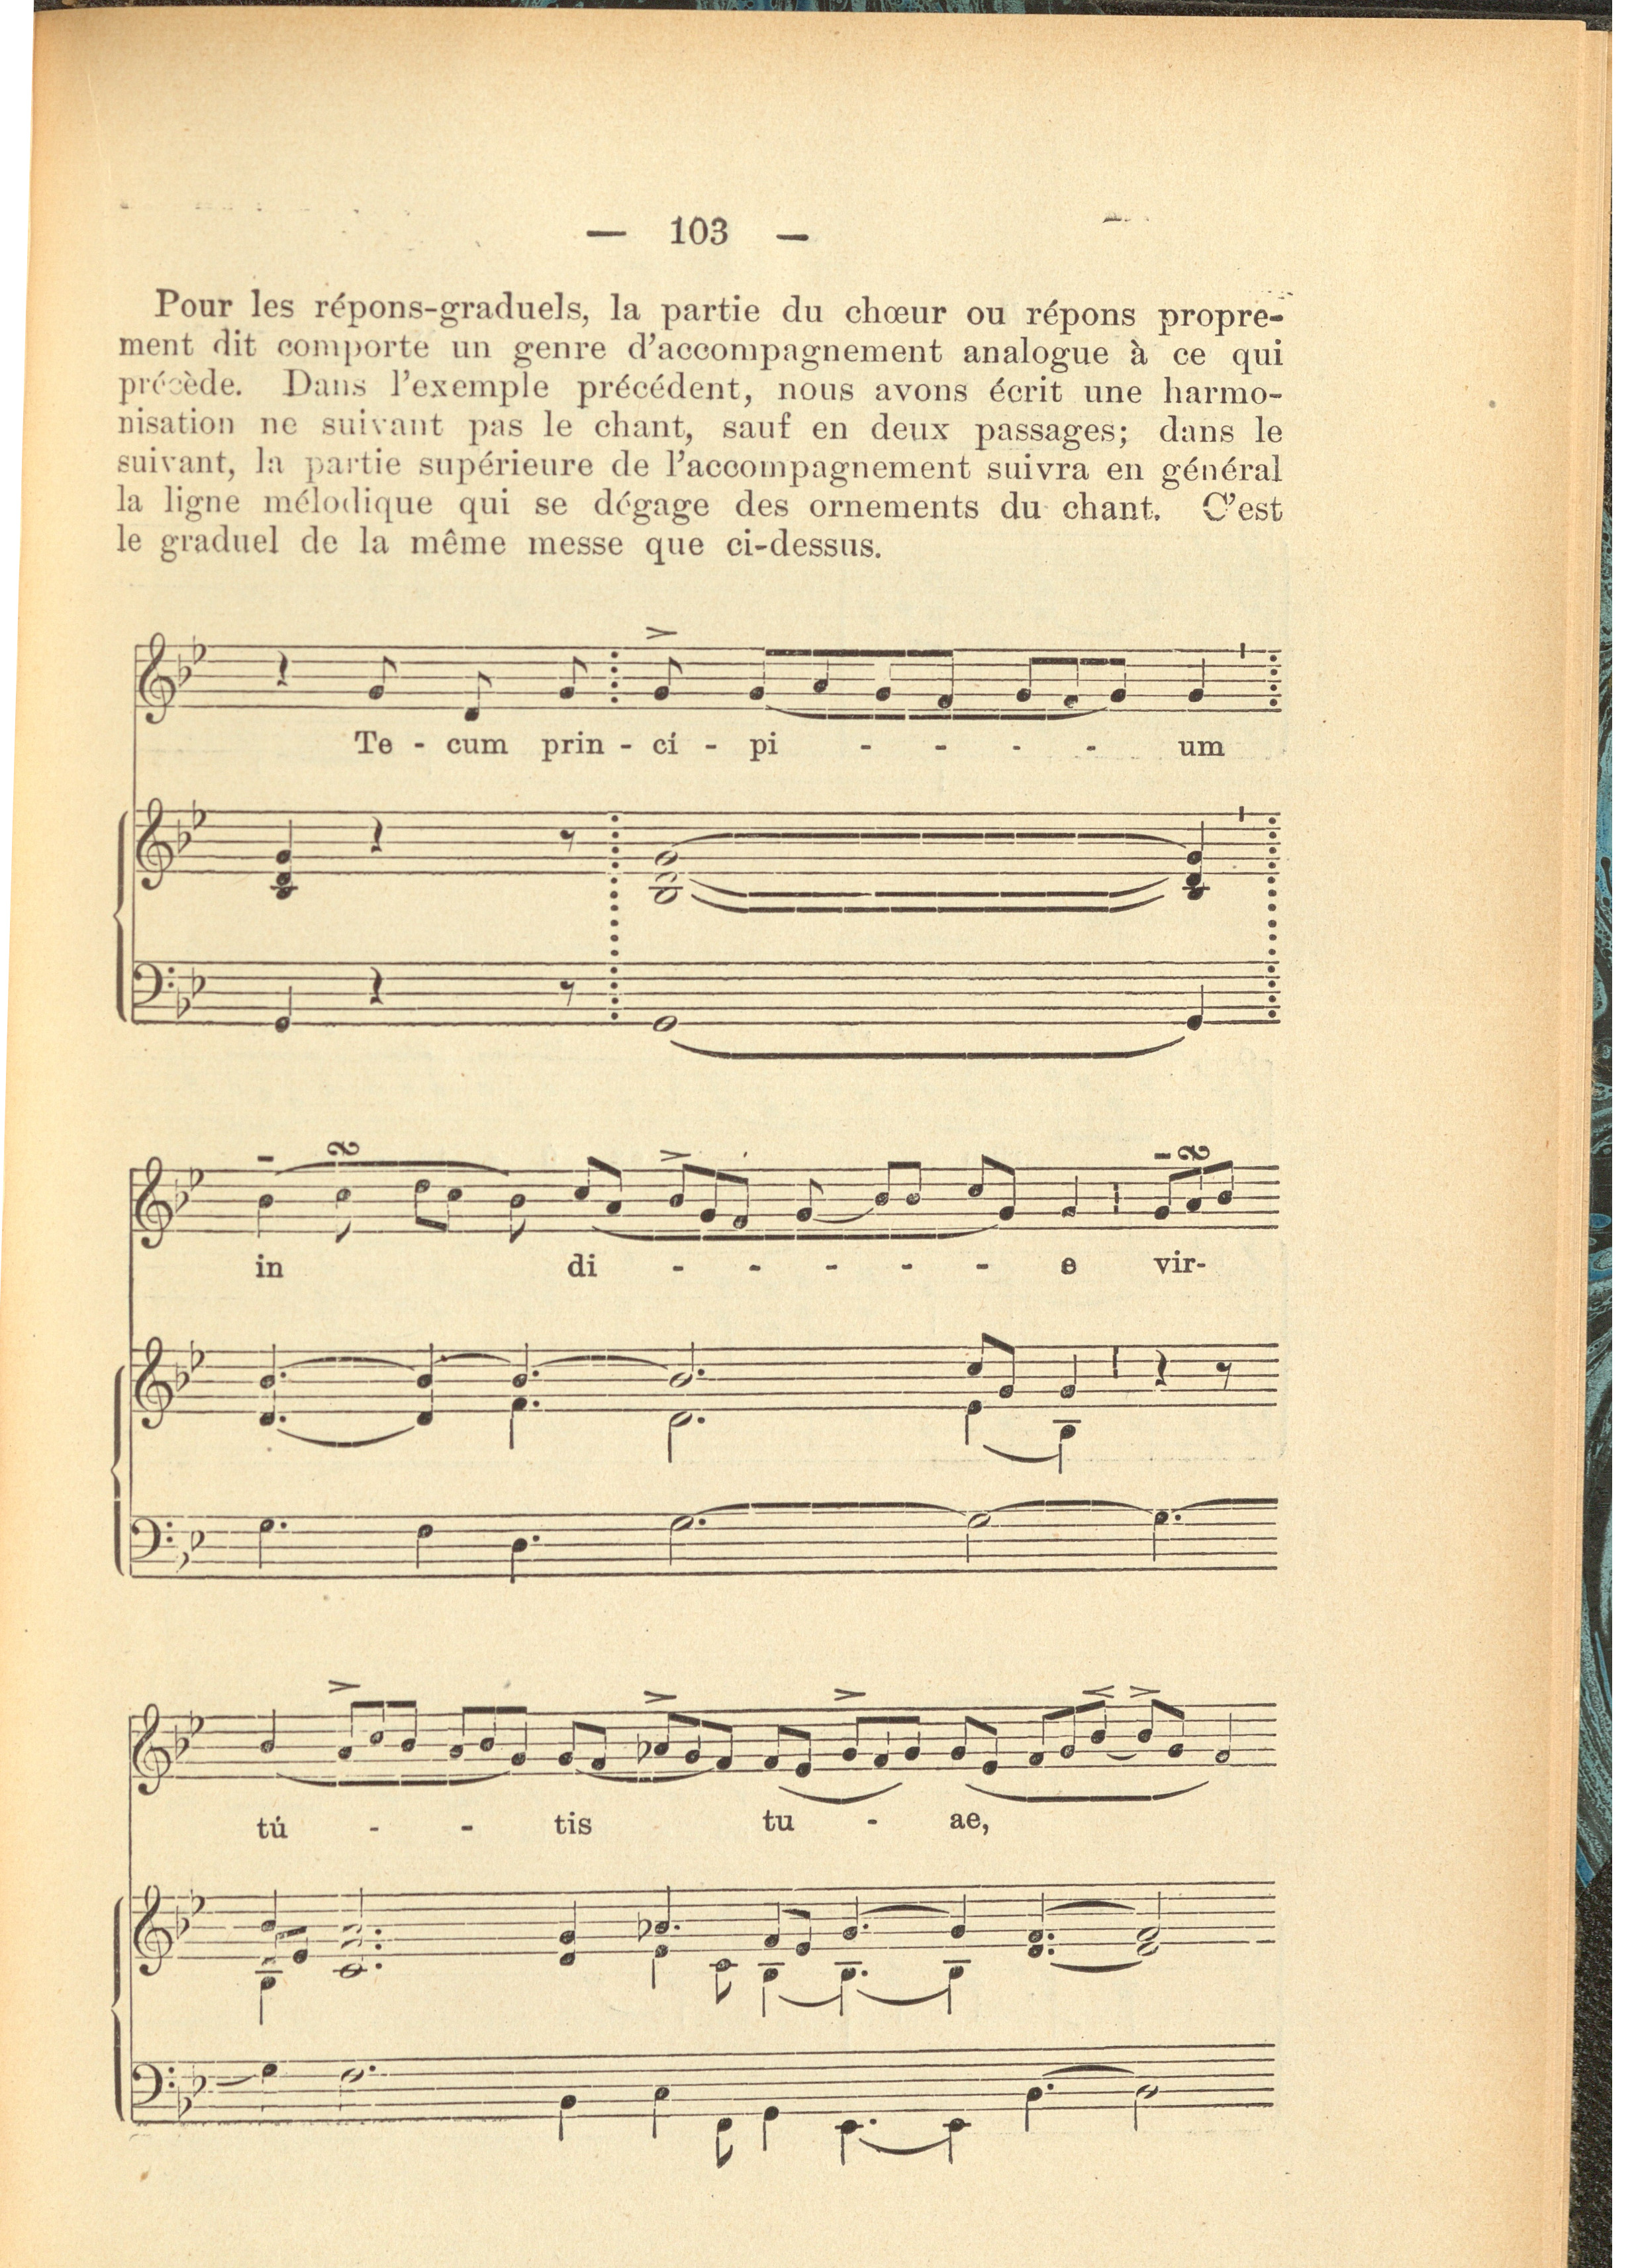 — 103 —
Pour les répons-graduels, la partie du chœur ou répons propre-
ment dit comporte un genre d'accompagnement analogue à ce qui
précède. Dans l'exemple précédent, nous avons écrit une harmo-
nisation ne suivant pas le chant, sauf en deux passages; dans le
suivant, la partie supérieure de l'accompagnement suivra en général
la ligne mélodique qui se dégage des ornements du chant. C'est
le graduel de la même messe que ci-dessus.
Te - cum prin - cí - pi - - - - um
in di - - - - - e vir-
tú - - tis tu - ae,